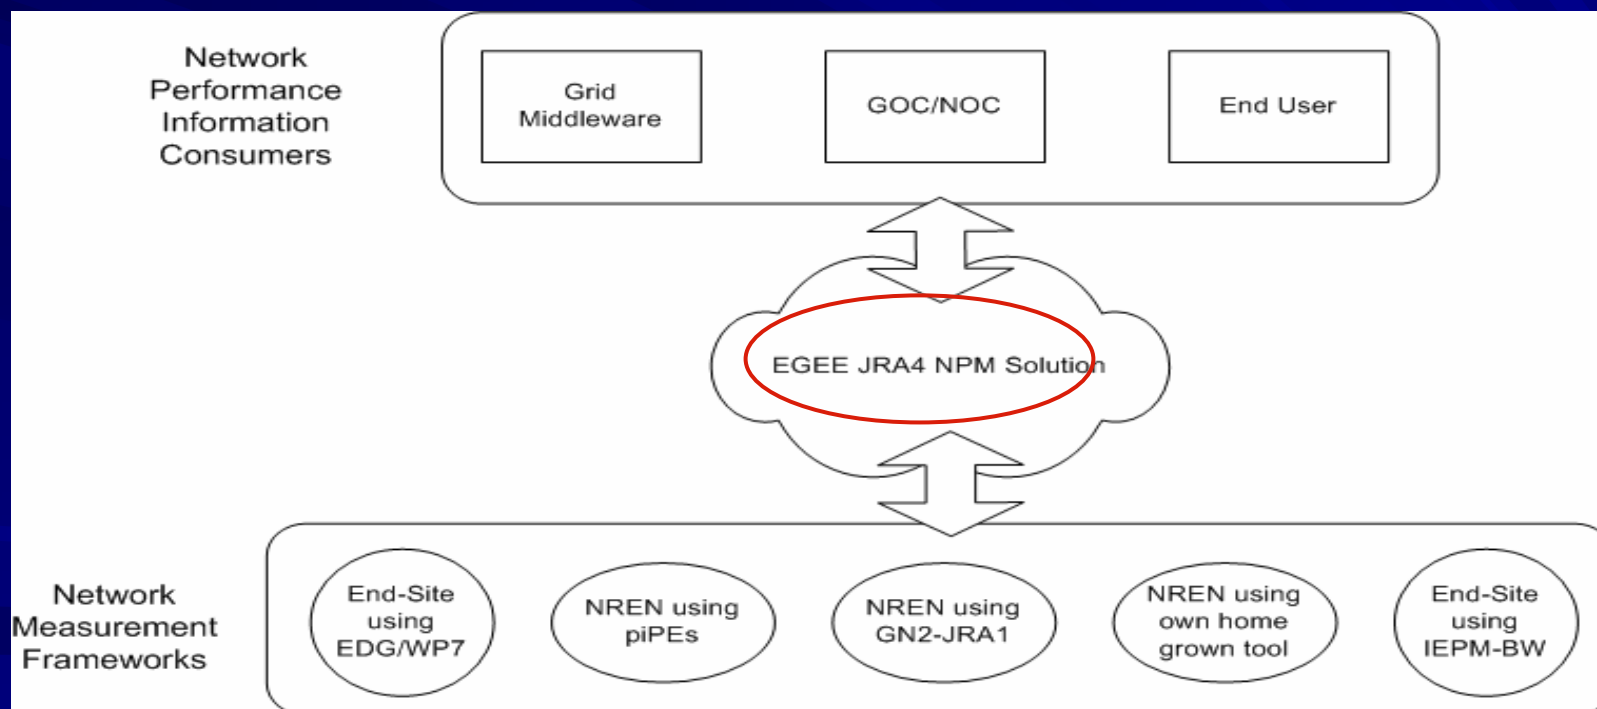 Network
Performance
Information
Consumers
Grid
Middleware
GOC/NOC
End User
EGEE JRA4 NPM Solution
Network
Measurement
Frameworks
End-Site
using
EDG/WP7
NREN using
piPEs
NREN using
GN2-JRA1
NREN using
own home
grown tool
End-Site
using
IEPM-BW